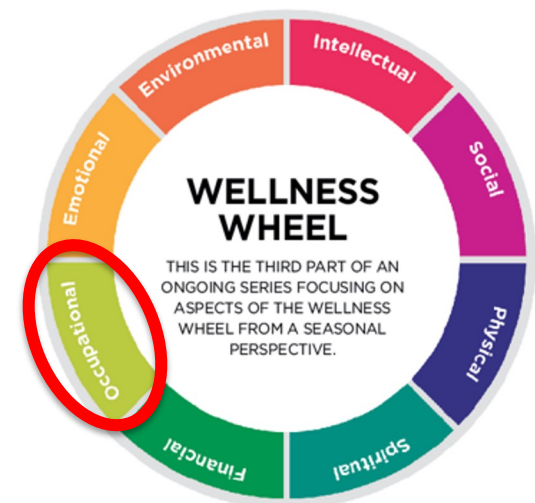 Environmental
Intellectual
Social
Physical
Spiritual
Financial
Occupational
Emotional
WELLNESS
WHEEL
THIS IS THE THIRD PART OF AN
ONGOING SERIES FOCUSING ON
ASPECTS OF THE WELLNESS
WHEEL FROM A SEASONAL
PERSPECTIVE.